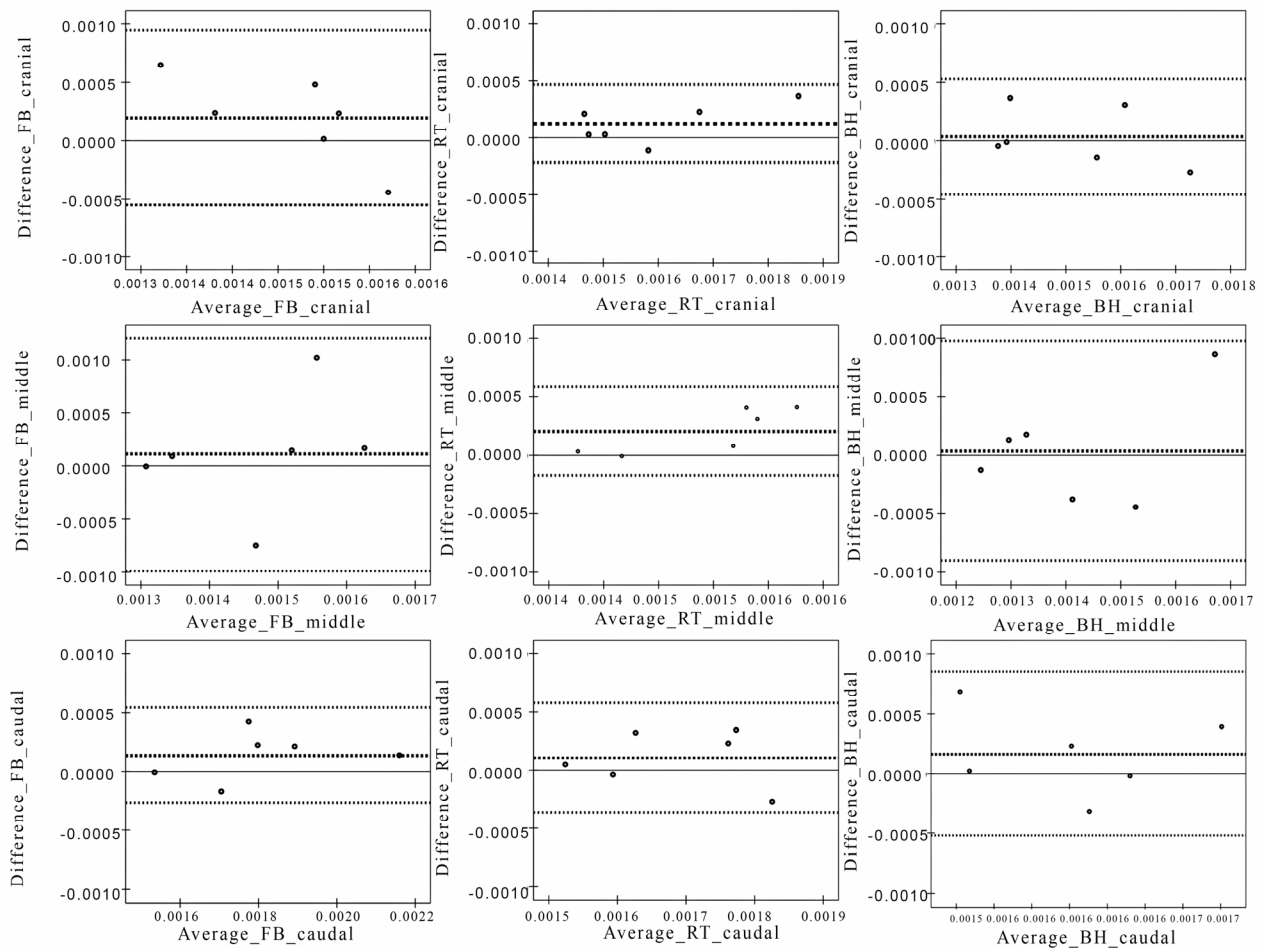 Difference_FB_cranial
0.0010
0.0005
0.0000
-0.0005
-0.0010
0.0013 0.0014 0.0014 0.0015 0.0015 0.0016 0.0016
Average_FB_cranial
Difference_RT_cranial
0.0010
0.0005
0.0000
-0.0005
-0.0010
0.0014 0.0015 0.0016 0.0017 0.0018 0.0019
Average_RT_cranial
Difference_BH_cranial
0.0010
0.0005
0.0000
-0.0005
-0.0010
0.0013 0.0014 0.0015 0.0016 0.0017 0.0018
Average_BH_cranial
Difference_FB_middle
0.0010
0.0005
0.0000
-0.0005
-0.0010
0.0013 0.0014 0.0015 0.0016 0.0017
Average_FB_middle
Difference_RT_middle
0.0010
0.0005
0.0000
-0.0005
-0.0010
0.0014 0.0014 0.0015 0.0015 0.0016 0.0016
Average_RT_middle
Difference_BH_middle
0.00100
0.0005
0.0000
-0.0005
-0.0010
0.0012 0.0013 0.0014 0.0015 0.0016 0.0017
Average_BH_middle
Difference_FB_caudal
0.0010
0.0005
0.0000
-0.0005
-0.0010
0.0016 0.0018 0.0020 0.0022
Average_FB_caudal
Difference_RT_caudal
0.0010
0.0005
0.0000
-0.0005
-0.0010
0.0015 0.0016 0.0017 0.0018 0.0019
Average_RT_caudal
Difference_BH_caudal
0.0010
0.0005
0.0000
-0.0005
-0.0010
0.0015 0.0016 0.0016 0.0016 0.0016 0.0016 0.0017 0.0017
Average_BH_caudal